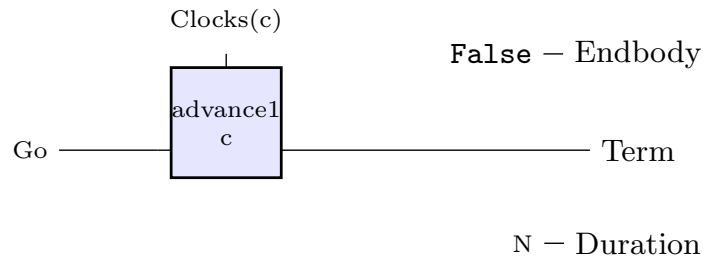 Clocks(c)
False – Endbody
advance1
c
Go
Term
N – Duration